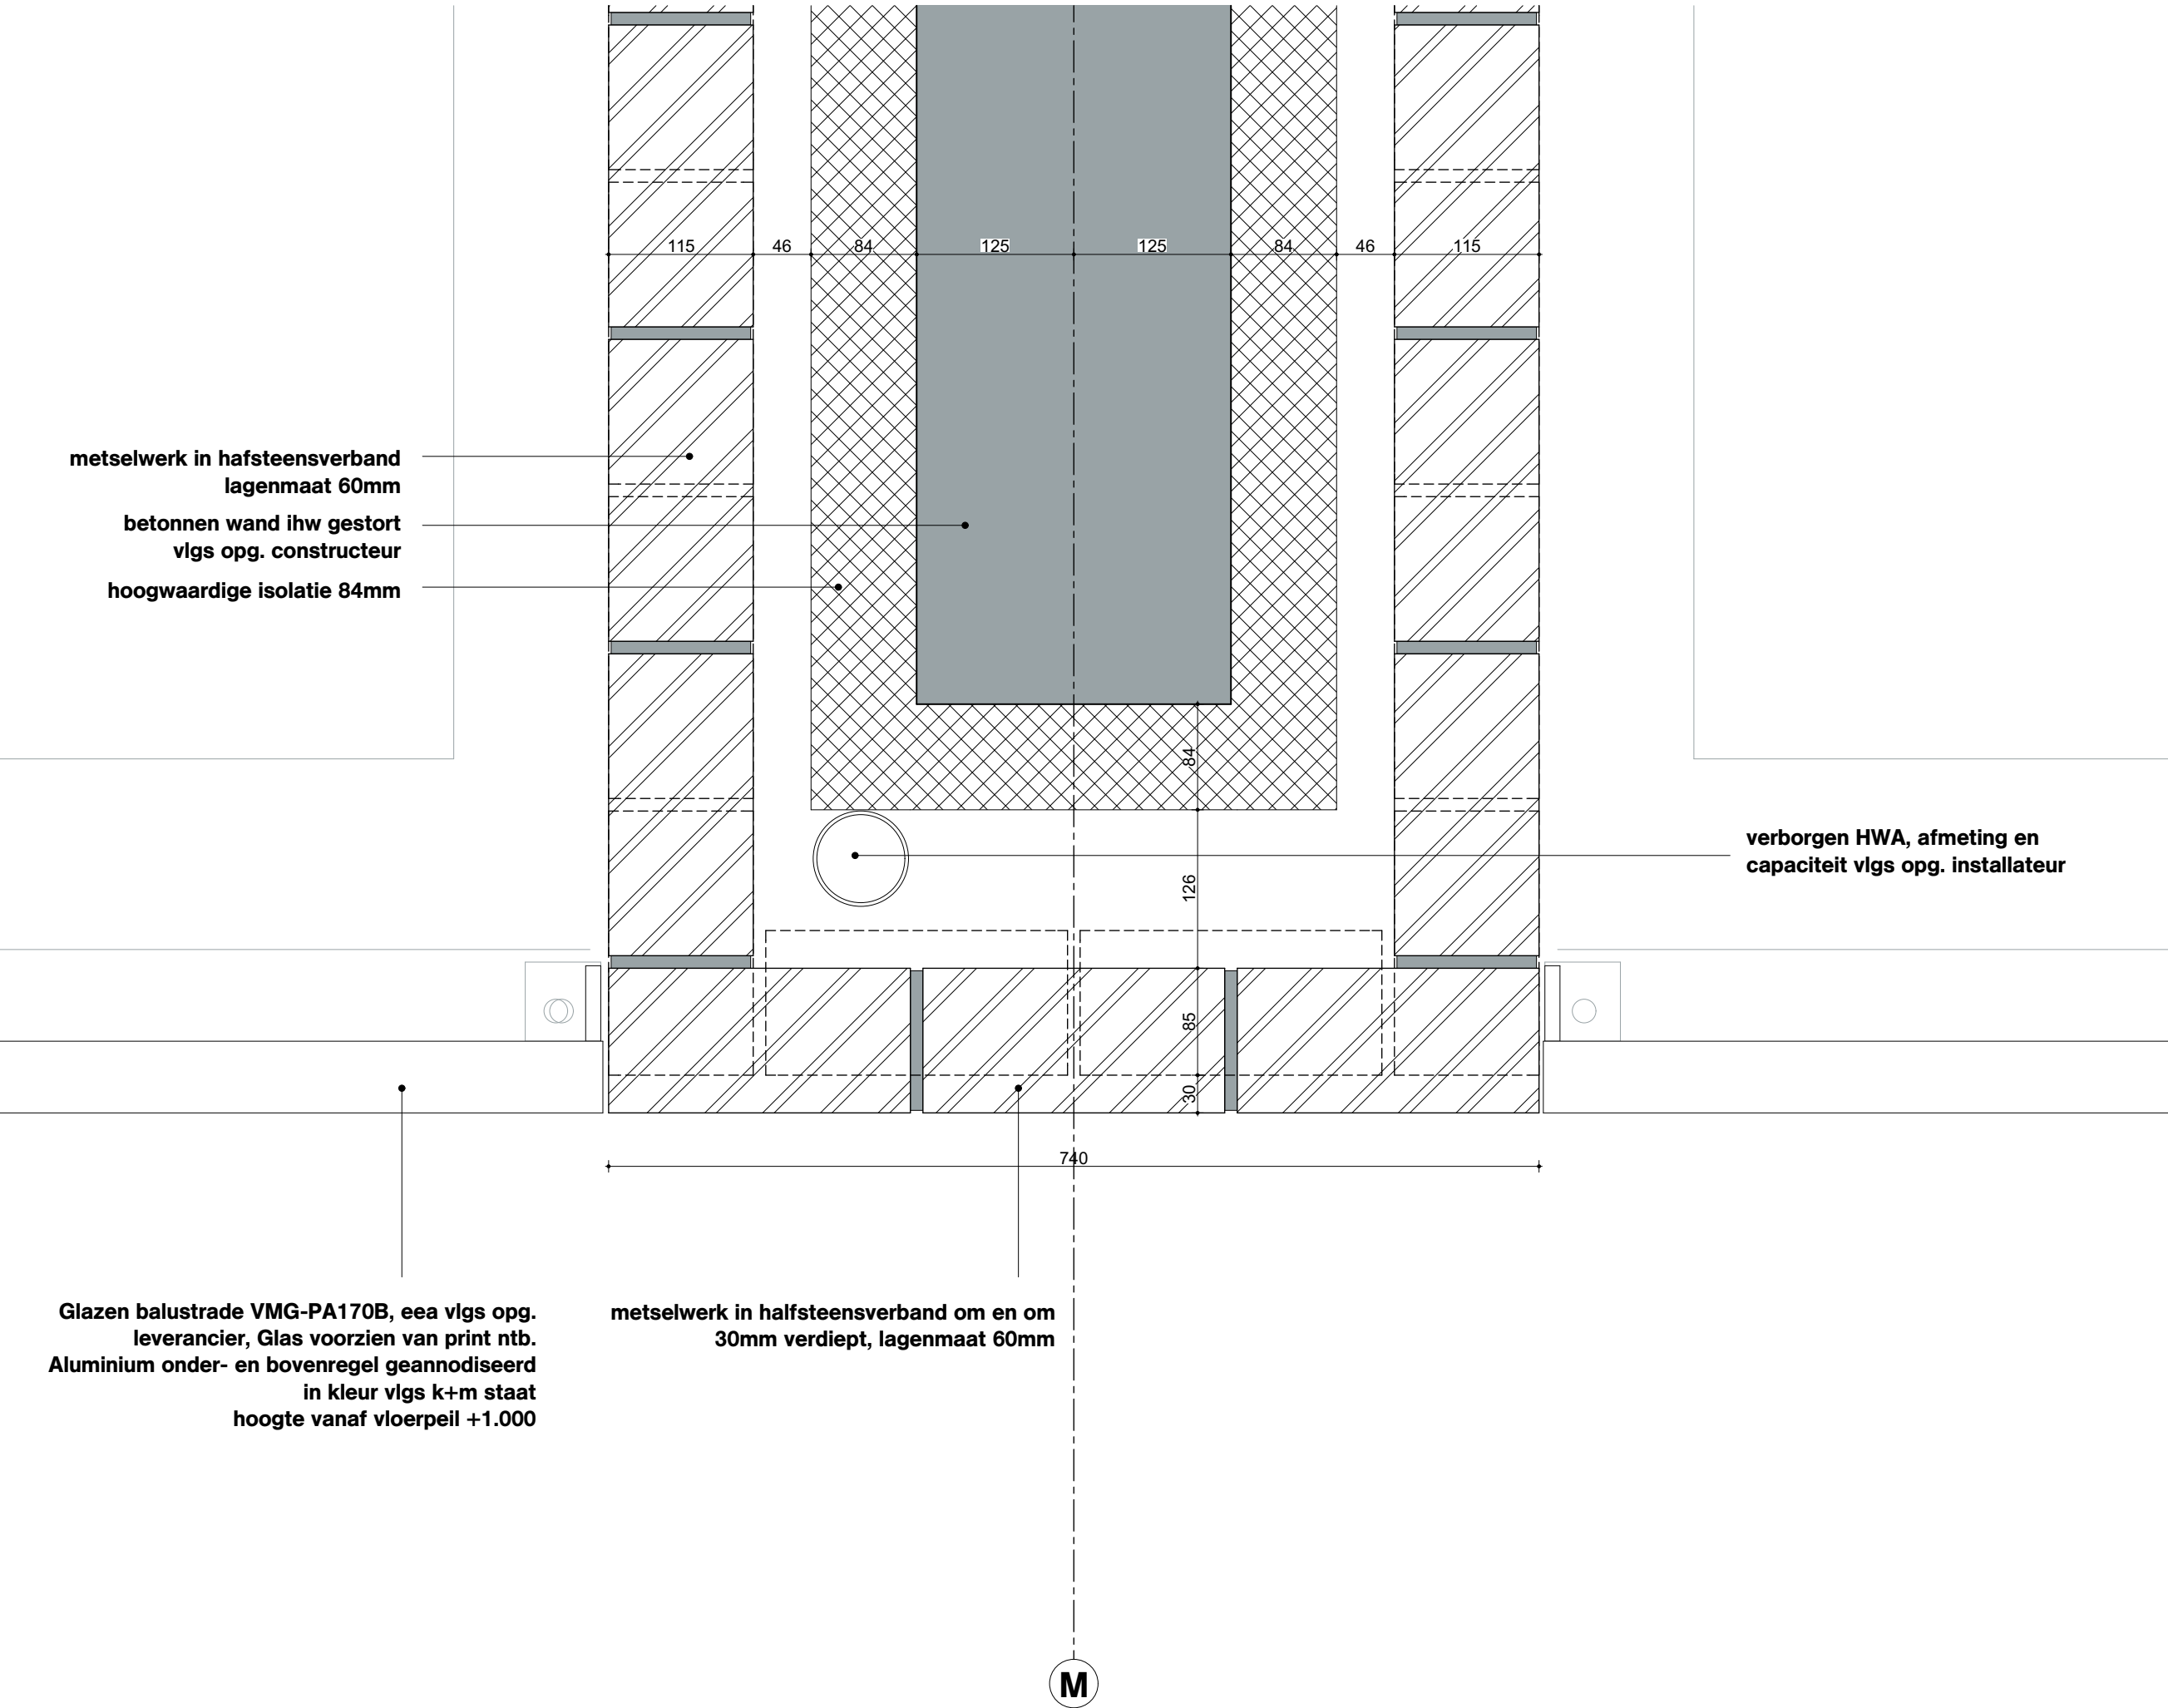 115 46 84 125 125 84 46 115
metselwerk in hafsteensverband
lagenmaat 60mm
betonnen wand ihw gestort
vlgs opg. constructeur
hoogwaardige isolatie 84mm
84
verborgen HWA, afmeting en
capaciteit vlgs opg. installateur
126
85
30
740
Glazen balustrade VMG-PA170B, eea vlgs opg.
leverancier, Glas voorzien van print ntb.
Aluminium onder- en bovenregel geannodiseerd
in kleur vlgs k+m staat
hoogte vanaf vloerpeil +1.000
metselwerk in halfsteensverband om en om
30mm verdiept, lagenmaat 60mm
M